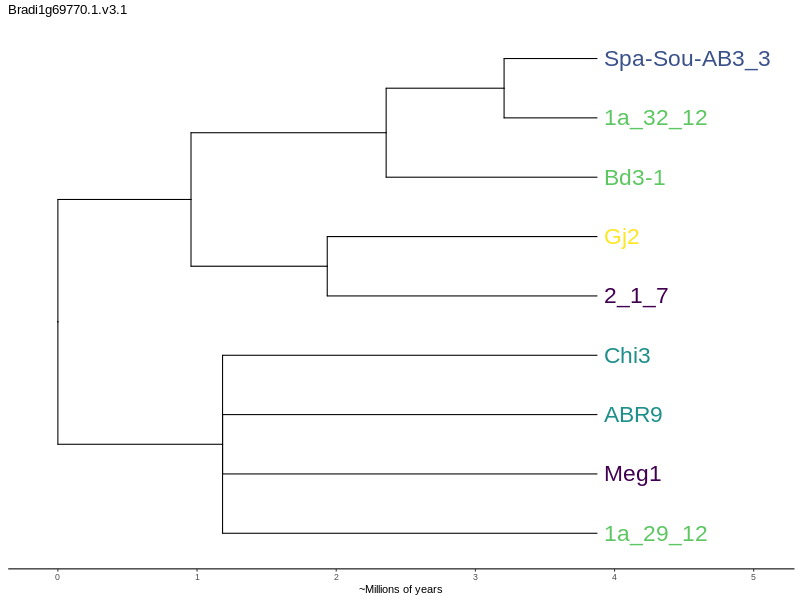 Bradi1g69770.1.v3.1
Spa-Sou-AB3_3
1a_32_12
Bd3-1
Gj2
2_1_7
Chi3
ABR9
Meg1
1a_29_12
0 1 2 3 4 5
~Millions of years